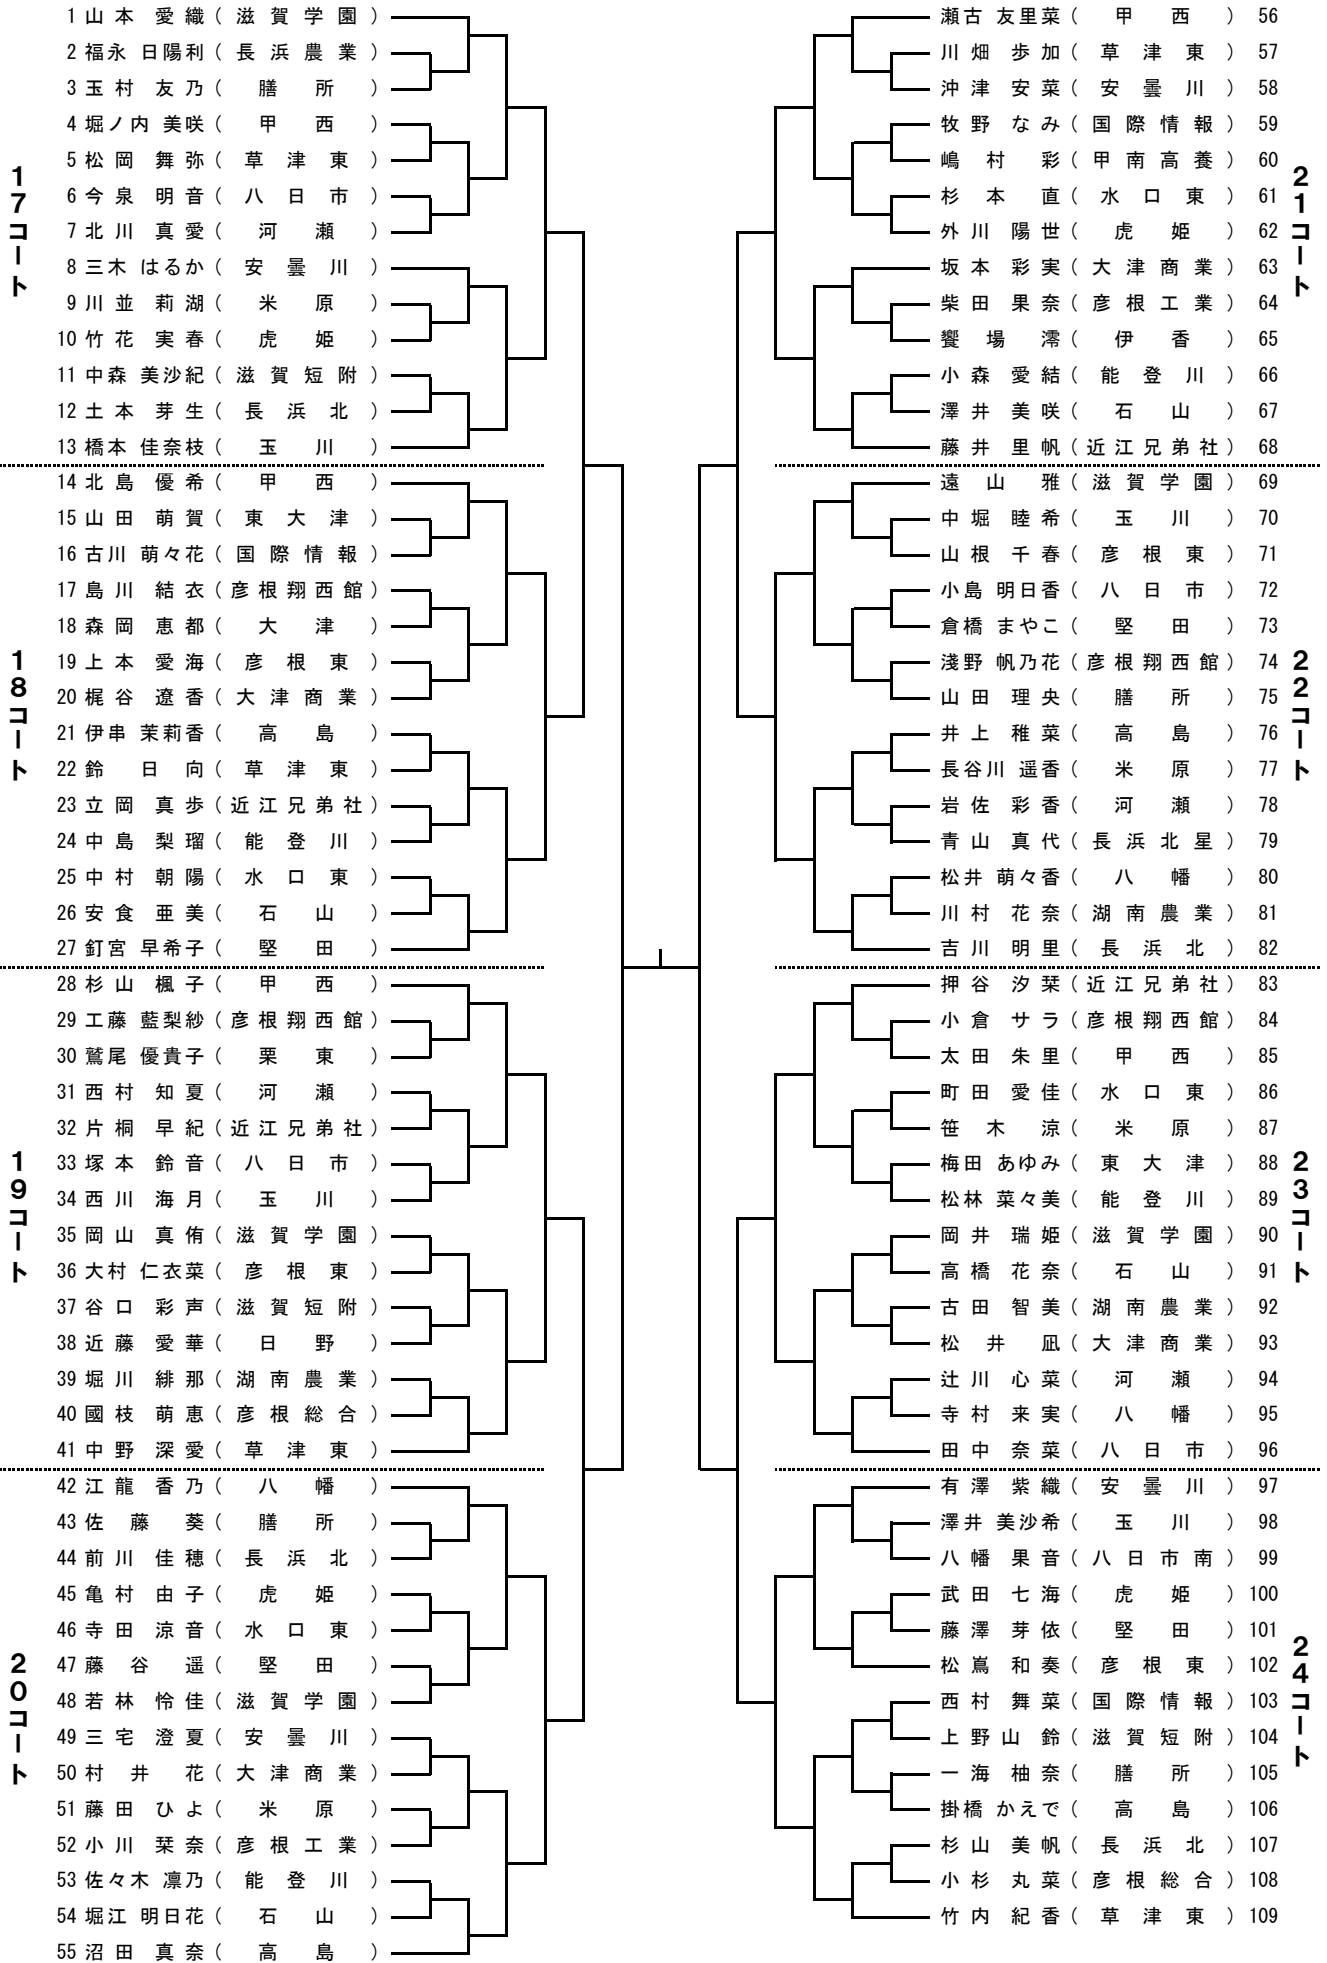 17コート
1 山本 愛織（滋賀学園）
2 福永 日陽利（長浜農業）
3 玉村 友乃（膳所）
4 堀ノ内 美咲（甲西）
5 松岡 舞弥（草津東）
6 今泉 明音（八日市）
7 北川 真愛（河瀬）
8 三木 はるか（安曇川）
9 川並 莉湖（米原）
10 竹花 実春（虎姫）
11 中森 美沙紀（滋賀短附）
12 土本 芽生（長浜北）
13 橋本 佳奈枝（玉川）
18コート
14 北島 優希（甲西）
15 山田 萌賀（東大津）
16 古川 萌々花（国際情報）
17 島川 結衣（彦根翔西館）
18 森岡 恵都（大津）
19 上本 愛海（彦根東）
20 梶谷 遼香（大津商業）
21 伊串 茉莉香（高島）
22 鈴 日向（草津東）
23 立岡 真歩（近江兄弟社）
24 中島 梨瑠（能登川）
25 中村 朝陽（水口東）
26 安食 亜美（石山）
27 釘宮 早希子（堅田）
19コート
28 杉山 楓子（甲西）
29 工藤 藍梨紗（彦根翔西館）
30 鷲尾 優貴子（栗東）
31 西村 知夏（河瀬）
32 片桐 早紀（近江兄弟社）
33 塚本 鈴音（八日市）
34 西川 海月（玉川）
35 岡山 真侑（滋賀学園）
36 大村 仁衣菜（彦根東）
37 谷口 彩声（滋賀短附）
38 近藤 愛華（日野）
39 堀川 緋那（湖南農業）
40 國枝 萌恵（彦根総合）
41 中野 深愛（草津東）
20コート
42 江龍 香乃（八幡）
43 佐藤 葵（膳所）
44 前川 佳穂（長浜北）
45 亀村 由子（虎姫）
46 寺田 涼音（水口東）
47 藤谷 遥（堅田）
48 若林 怜佳（滋賀学園）
49 三宅 澄夏（安曇川）
50 村井 花（大津商業）
51 藤田 ひよ（米原）
52 小川 栞奈（彦根工業）
53 佐々木 凛乃（能登川）
54 堀江 明日花（石山）
55 沼田 真奈（高島）
21コート
瀬古 友里菜（甲西）56
川畑 歩加（草津東）57
沖津 安菜（安曇川）58
牧野 なみ（国際情報）59
嶋村 彩（甲南高養）60
杉本 直（水口東）61
外川 陽世（虎姫）62
坂本 彩実（大津商業）63
柴田 果奈（彦根工業）64
饗場 澪（伊香）65
小森 愛結（能登川）66
澤井 美咲（石山）67
藤井 里帆（近江兄弟社）68
22コート
遠山 雅（滋賀学園）69
中堀 睦希（玉川）70
山根 千春（彦根東）71
小島 明日香（八日市）72
倉橋 まやこ（堅田）73
淺野 帆乃花（彦根翔西館）74
山田 理央（膳所）75
井上 稚菜（高島）76
長谷川 遥香（米原）77
岩佐 彩香（河瀬）78
青山 真代（長浜北星）79
松井 萌々香（八幡）80
川村 花奈（湖南農業）81
吉川 明里（長浜北）82
23コート
押谷 汐栞（近江兄弟社）83
小倉 サラ（彦根翔西館）84
太田 朱里（甲西）85
町田 愛佳（水口東）86
笹木 涼（米原）87
梅田 あゆみ（東大津）88
松林 菜々美（能登川）89
岡井 瑞姫（滋賀学園）90
高橋 花奈（石山）91
古田 智美（湖南農業）92
松井 凪（大津商業）93
辻川 心菜（河瀬）94
寺村 来実（八幡）95
田中 奈菜（八日市）96
24コート
有澤 紫織（安曇川）97
澤井 美沙希（玉川）98
八幡 果音（八日市南）99
武田 七海（虎姫）100
藤澤 芽依（堅田）101
松嶌 和奏（彦根東）102
西村 舞菜（国際情報）103
上野山 鈴（滋賀短附）104
一海 柚奈（膳所）105
掛橋 かえで（高島）106
杉山 美帆（長浜北）107
小杉 丸菜（彦根総合）108
竹内 紀香（草津東）109